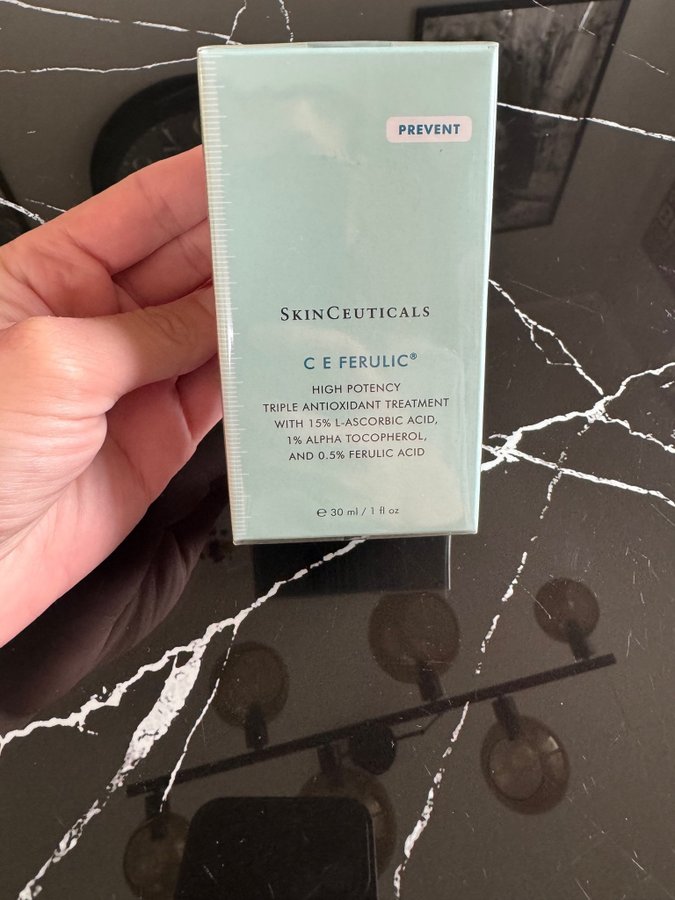 PREVENT
SKINCEUTICALS
C E FERULIC®
HIGH POTENCY
TRIPLE ANTIOXIDANT TREATMENT
WITH 15% L-ASCORBIC ACID,
1% ALPHA TOCOPHEROL,
AND 0.5% FERULIC ACID
℮ 30 ml / 1 fl oz